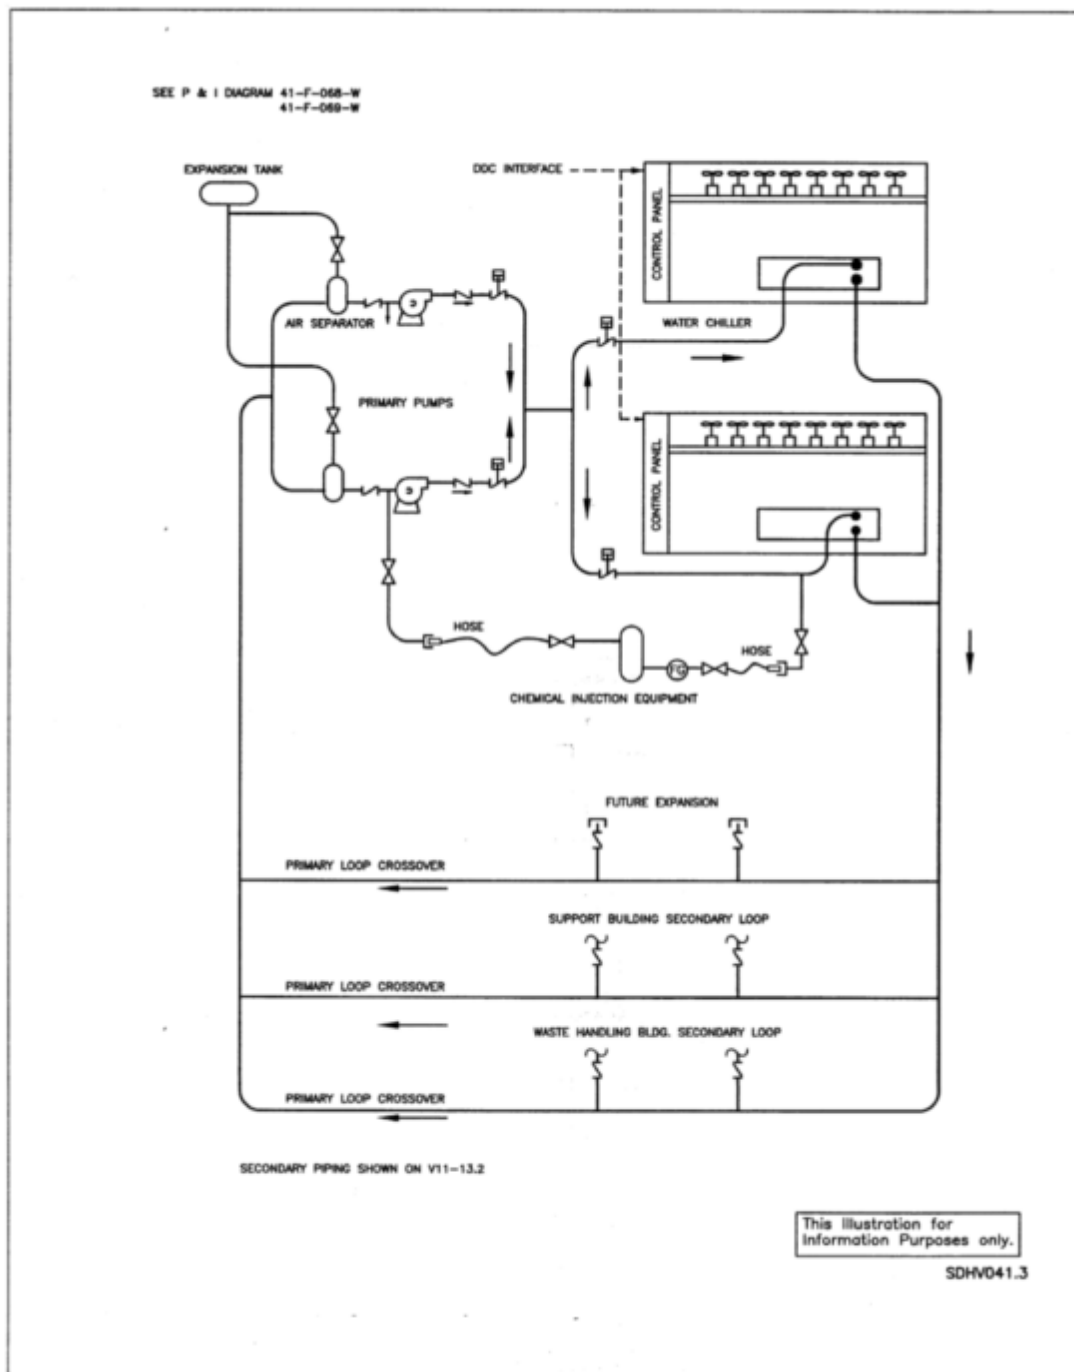 SEE P & I DIAGRAM 41-F-068-W
41-F-069-W
EXPANSION TANK
DDC INTERFACE
CONTROL PANEL
AIR SEPARATOR
WATER CHILLER
PRIMARY PUMPS
CONTROL PANEL
HOSE
HOSE
FG
CHEMICAL INJECTION EQUIPMENT
FUTURE EXPANSION
PRIMARY LOOP CROSSOVER
SUPPORT BUILDING SECONDARY LOOP
PRIMARY LOOP CROSSOVER
WASTE HANDLING BLDG. SECONDARY LOOP
PRIMARY LOOP CROSSOVER
SECONDARY PIPING SHOWN ON V11-13.2
This Illustration for
Information Purposes only.
SDHV041.3